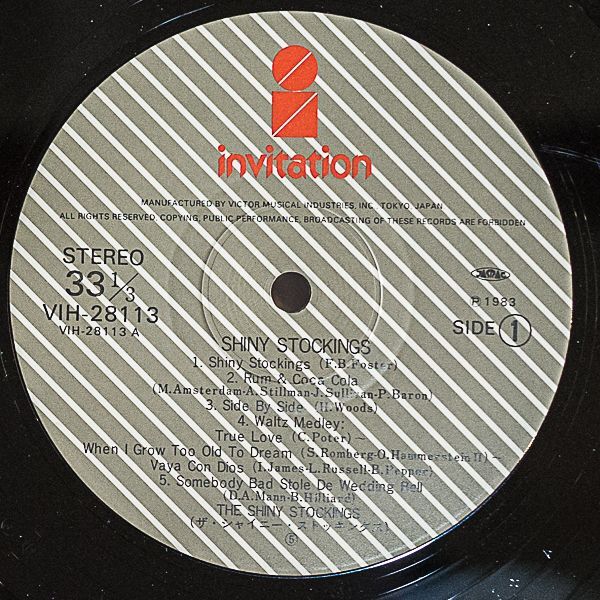 invitation
MANUFACTURED BY VICTOR MUSICAL INDUSTRIES, INC. TOKYO, JAPAN
ALL RIGHTS RESERVED. COPYING, PUBLIC PERFORMANCE, BROADCASTING OF THESE RECORDS ARE FORBIDDEN
STEREO
33 1/3
VIH-28113
VIH-28113 A
JASRAC
℗ 1983
SIDE 1
SHINY STOCKINGS
1. Shiny Stockings (F.B.Foster)
2. Rum & Coca Cola
(M.Amsterdam-A.Stillman-J.Sullivan-P.Baron)
3. Side By Side (H.Woods)
4. Waltz Medley:
True Love (C.Poter)~
When I Grow Too Old To Dream (S.Romberg-O.Hammerstein II)~
Vaya Con Dios (I.James-L.Russell-B.Pepper)
5. Somebody Bad Stole De Wedding Bell
(D.A.Mann-B.Hilliard)
THE SHINY STOCKINGS
(ザ・シャイニー・ストッキングス)
(5)